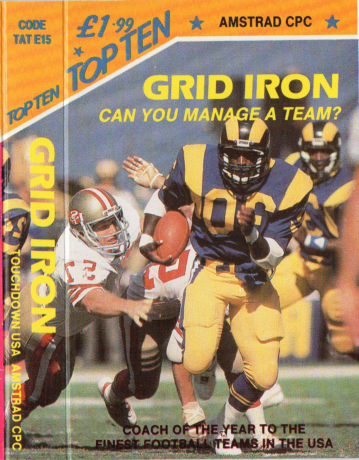 CODE
TAT E15
TOP TEN
GRID IRON
TOUCHDOWN USA AMSTRAD CPC
£1.99
TOP TEN
★ AMSTRAD CPC ★
GRID IRON
CAN YOU MANAGE A TEAM?
COACH OF THE YEAR TO THE
FINEST FOOTBALL TEAMS IN THE USA